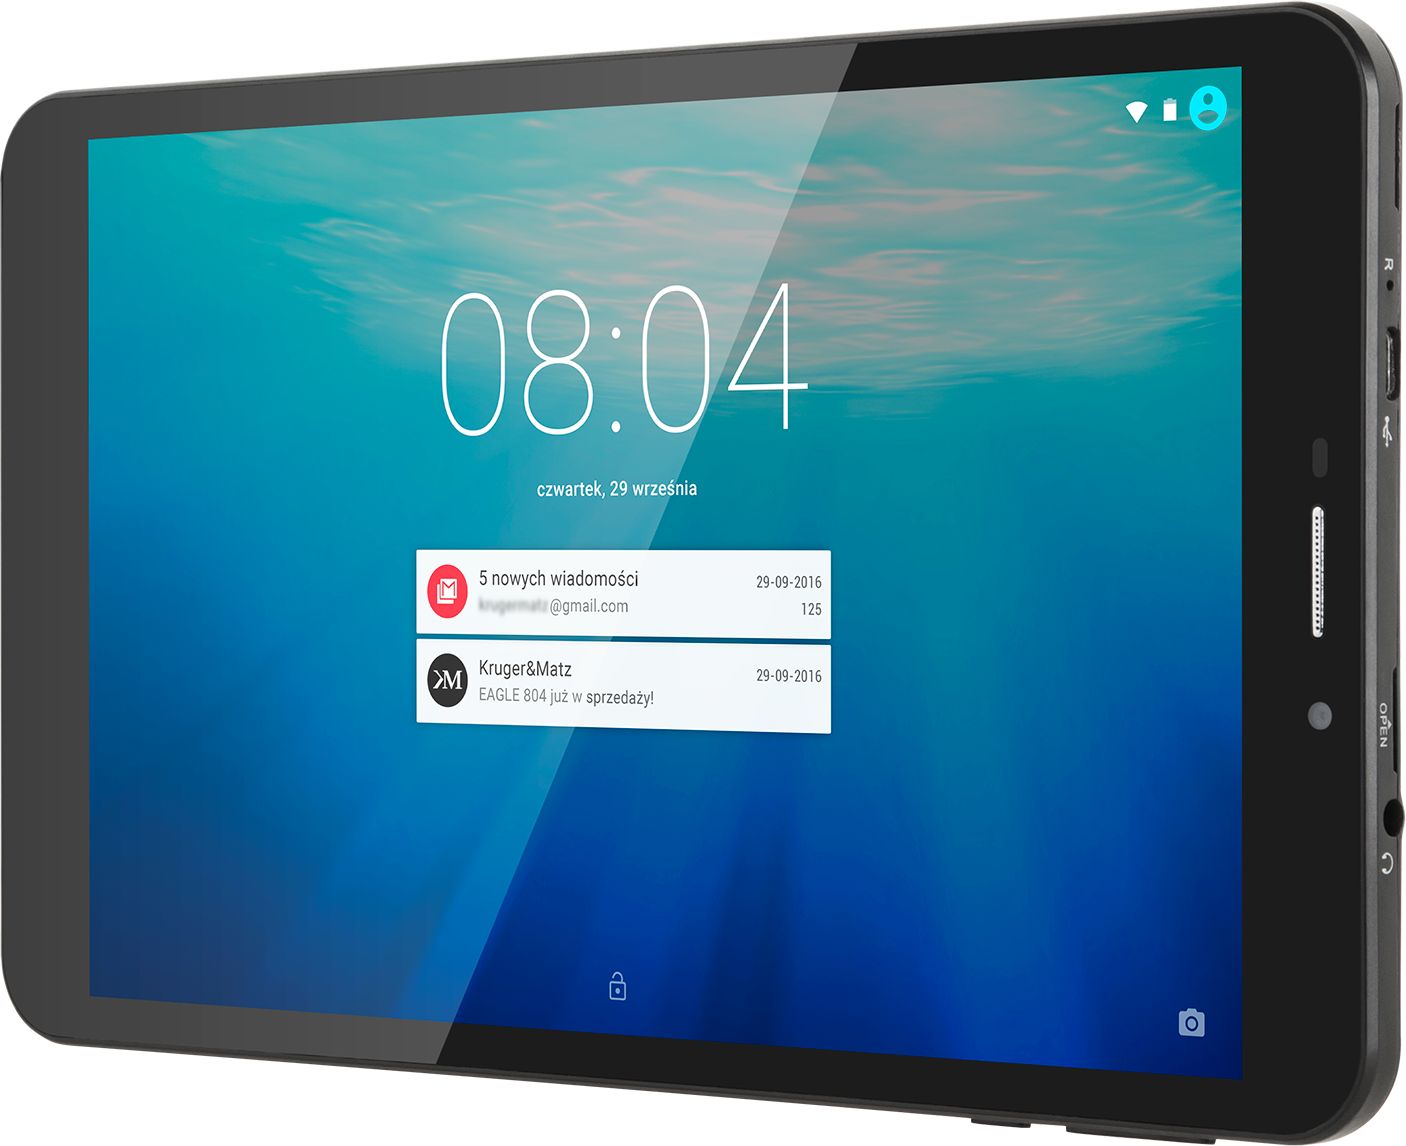 08:04
czwartek, 29 września
5 nowych wiadomości 29-09-2016
@gmail.com 125
Kruger&Matz 29-09-2016
KM
EAGLE 804 już w sprzedaży!
R
OPEN